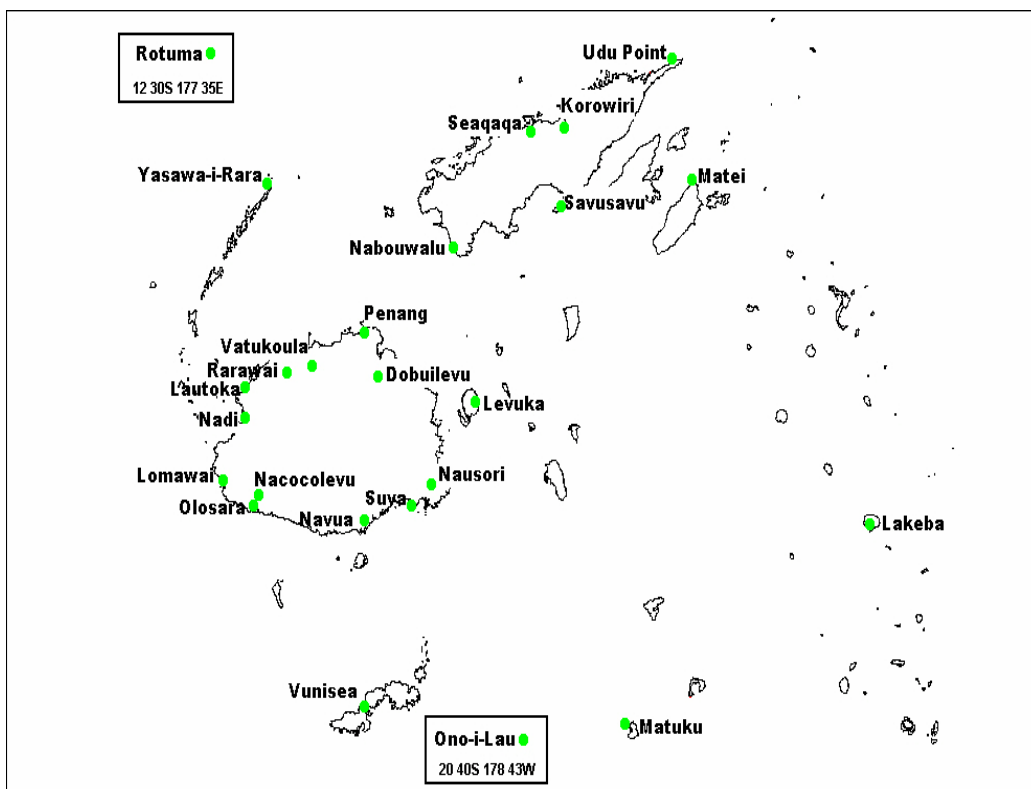 Rotuma
12 30S 177 35E
Udu Point
Korowiri
Seaqaqa
Yasawa-i-Rara
Matei
Savusavu
Nabouwalu
Penang
Vatukoula
Rarawai
Dobuilevu
Lautoka
Levuka
Nadi
Lomawai
Nacocolevu
Nausori
Suva
Olosara
Navua
Lakeba
Vunisea
Matuku
Ono-i-Lau
20 40S 178 43W